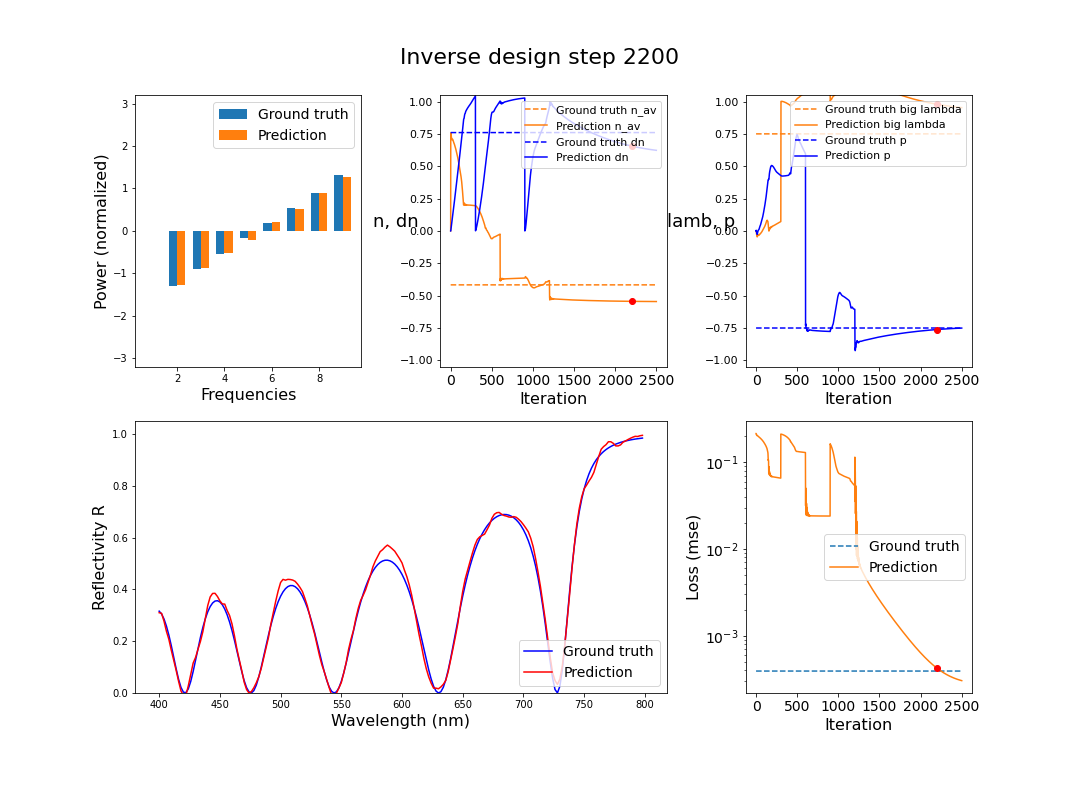 Inverse design step 2200
Power (normalized)
3
2
1
0
−1
−2
−3
2
4
6
8
Frequencies
Ground truth
Prediction
n, dn
1.00
0.75
0.50
0.25
0.00
−0.25
−0.50
−0.75
−1.00
0
500
1000
1500
2000
2500
Iteration
Ground truth n_av
Prediction n_av
Ground truth dn
Prediction dn
lamb, p
1.00
0.75
0.50
0.25
0.00
−0.25
−0.50
−0.75
−1.00
0
500
1000
1500
2000
2500
Iteration
Ground truth big lambda
Prediction big lambda
Ground truth p
Prediction p
Reflectivity R
1.0
0.8
0.6
0.4
0.2
0.0
400
450
500
550
600
650
700
750
800
Wavelength (nm)
Ground truth
Prediction
Loss (mse)
10−1
10−2
10−3
0
500
1000
1500
2000
2500
Iteration
Ground truth
Prediction